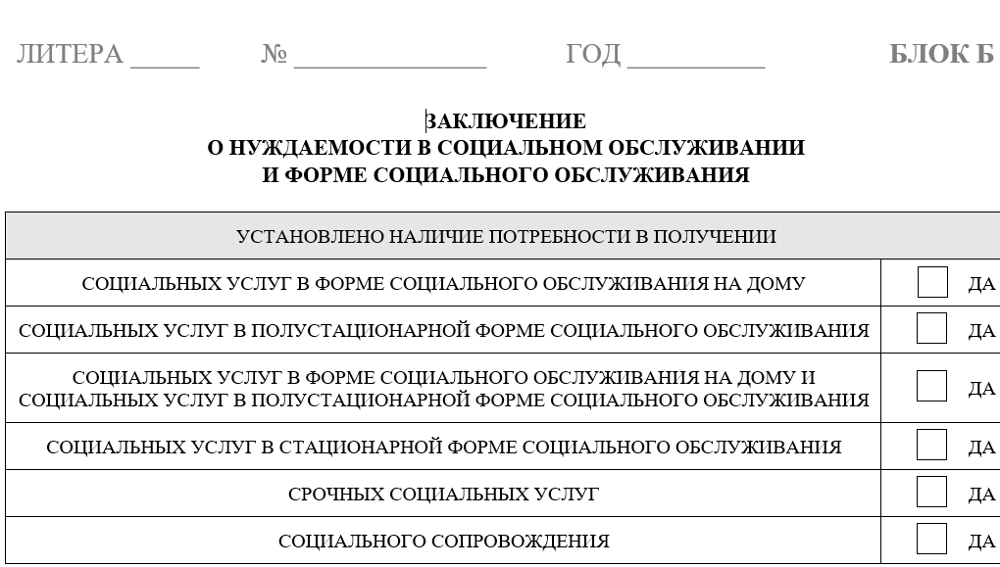 ЛИТЕРА _____ № ______________ ГОД __________ БЛОК Б
ЗАКЛЮЧЕНИЕ
О НУЖДАЕМОСТИ В СОЦИАЛЬНОМ ОБСЛУЖИВАНИИ
И ФОРМЕ СОЦИАЛЬНОГО ОБСЛУЖИВАНИЯ
УСТАНОВЛЕНО НАЛИЧИЕ ПОТРЕБНОСТИ В ПОЛУЧЕНИИ
СОЦИАЛЬНЫХ УСЛУГ В ФОРМЕ СОЦИАЛЬНОГО ОБСЛУЖИВАНИЯ НА ДОМУ ДА
СОЦИАЛЬНЫХ УСЛУГ В ПОЛУСТАЦИОНАРНОЙ ФОРМЕ СОЦИАЛЬНОГО ОБСЛУЖИВАНИЯ ДА
СОЦИАЛЬНЫХ УСЛУГ В ФОРМЕ СОЦИАЛЬНОГО ОБСЛУЖИВАНИЯ НА ДОМУ И
СОЦИАЛЬНЫХ УСЛУГ В ПОЛУСТАЦИОНАРНОЙ ФОРМЕ СОЦИАЛЬНОГО ОБСЛУЖИВАНИЯ ДА
СОЦИАЛЬНЫХ УСЛУГ В СТАЦИОНАРНОЙ ФОРМЕ СОЦИАЛЬНОГО ОБСЛУЖИВАНИЯ ДА
СРОЧНЫХ СОЦИАЛЬНЫХ УСЛУГ ДА
СОЦИАЛЬНОГО СОПРОВОЖДЕНИЯ ДА